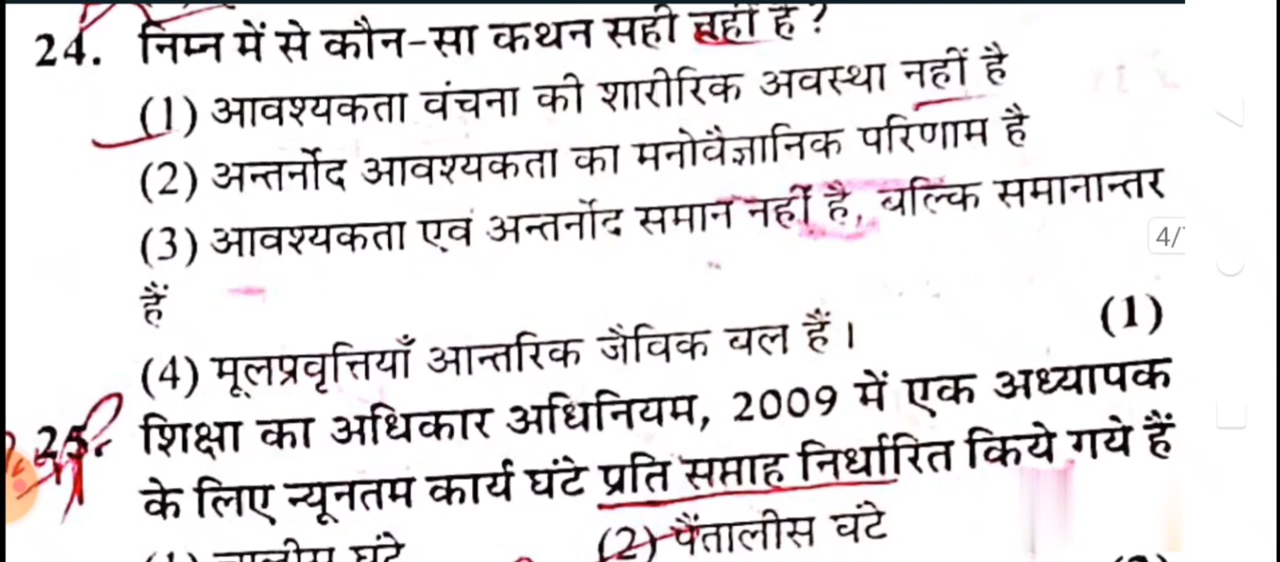 24. निम्न में से कौन-सा कथन सही नहीं है ?
(1) आवश्यकता वंचना की शारीरिक अवस्था नहीं है
(2) अन्तर्नोद आवश्यकता का मनोवैज्ञानिक परिणाम है
(3) आवश्यकता एवं अन्तर्नोद समान नहीं है, बल्कि समानान्तर
4/
हैं
(4) मूलप्रवृत्तियाँ आन्तरिक जैविक बल हैं। (1)
25. शिक्षा का अधिकार अधिनियम, 2009 में एक अध्यापक
के लिए न्यूनतम कार्य घंटे प्रति सप्ताह निर्धारित किये गये हैं
(2) पैंतालीस घंटे